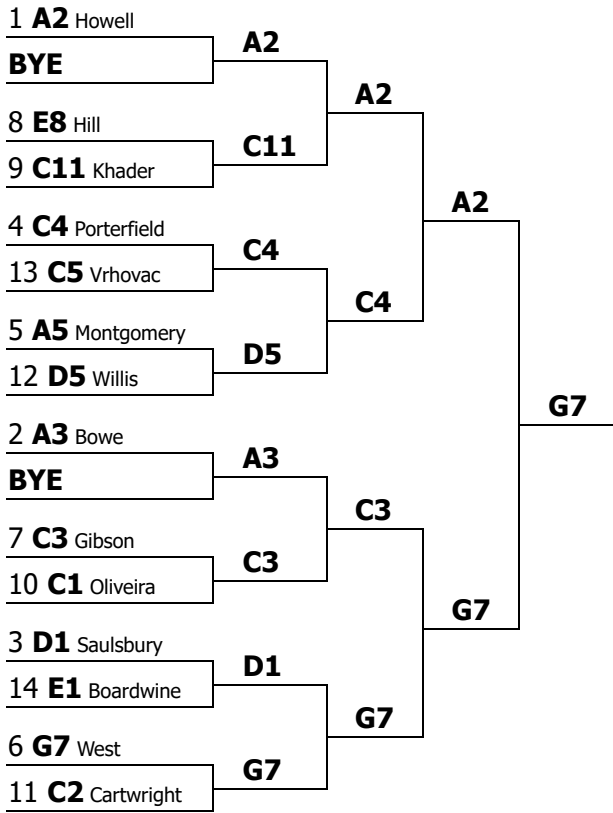 1 A2 Howell
BYE
8 E8 Hill
9 C11 Khader
4 C4 Porterfield
13 C5 Vrhovac
5 A5 Montgomery
12 D5 Willis
2 A3 Bowe
BYE
7 C3 Gibson
10 C1 Oliveira
3 D1 Saulsbury
14 E1 Boardwine
6 G7 West
11 C2 Cartwright
A2
C11
C4
D5
A3
C3
D1
G7
A2
C4
C3
G7
A2
G7
G7